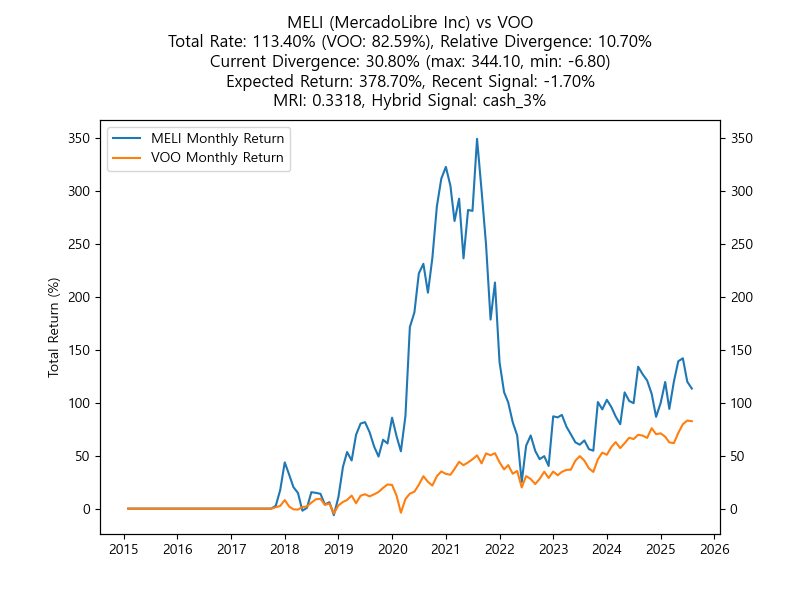 MELI (MercadoLibre Inc) vs VOO
Total Rate: 113.40% (VOO: 82.59%), Relative Divergence: 10.70%
Current Divergence: 30.80% (max: 344.10, min: -6.80)
Expected Return: 378.70%, Recent Signal: -1.70%
MRI: 0.3318, Hybrid Signal: cash_3%
MELI Monthly Return
VOO Monthly Return
Total Return (%)
350
300
250
200
150
100
50
0
350
300
250
200
150
100
50
0
2015 2016 2017 2018 2019 2020 2021 2022 2023 2024 2025 2026